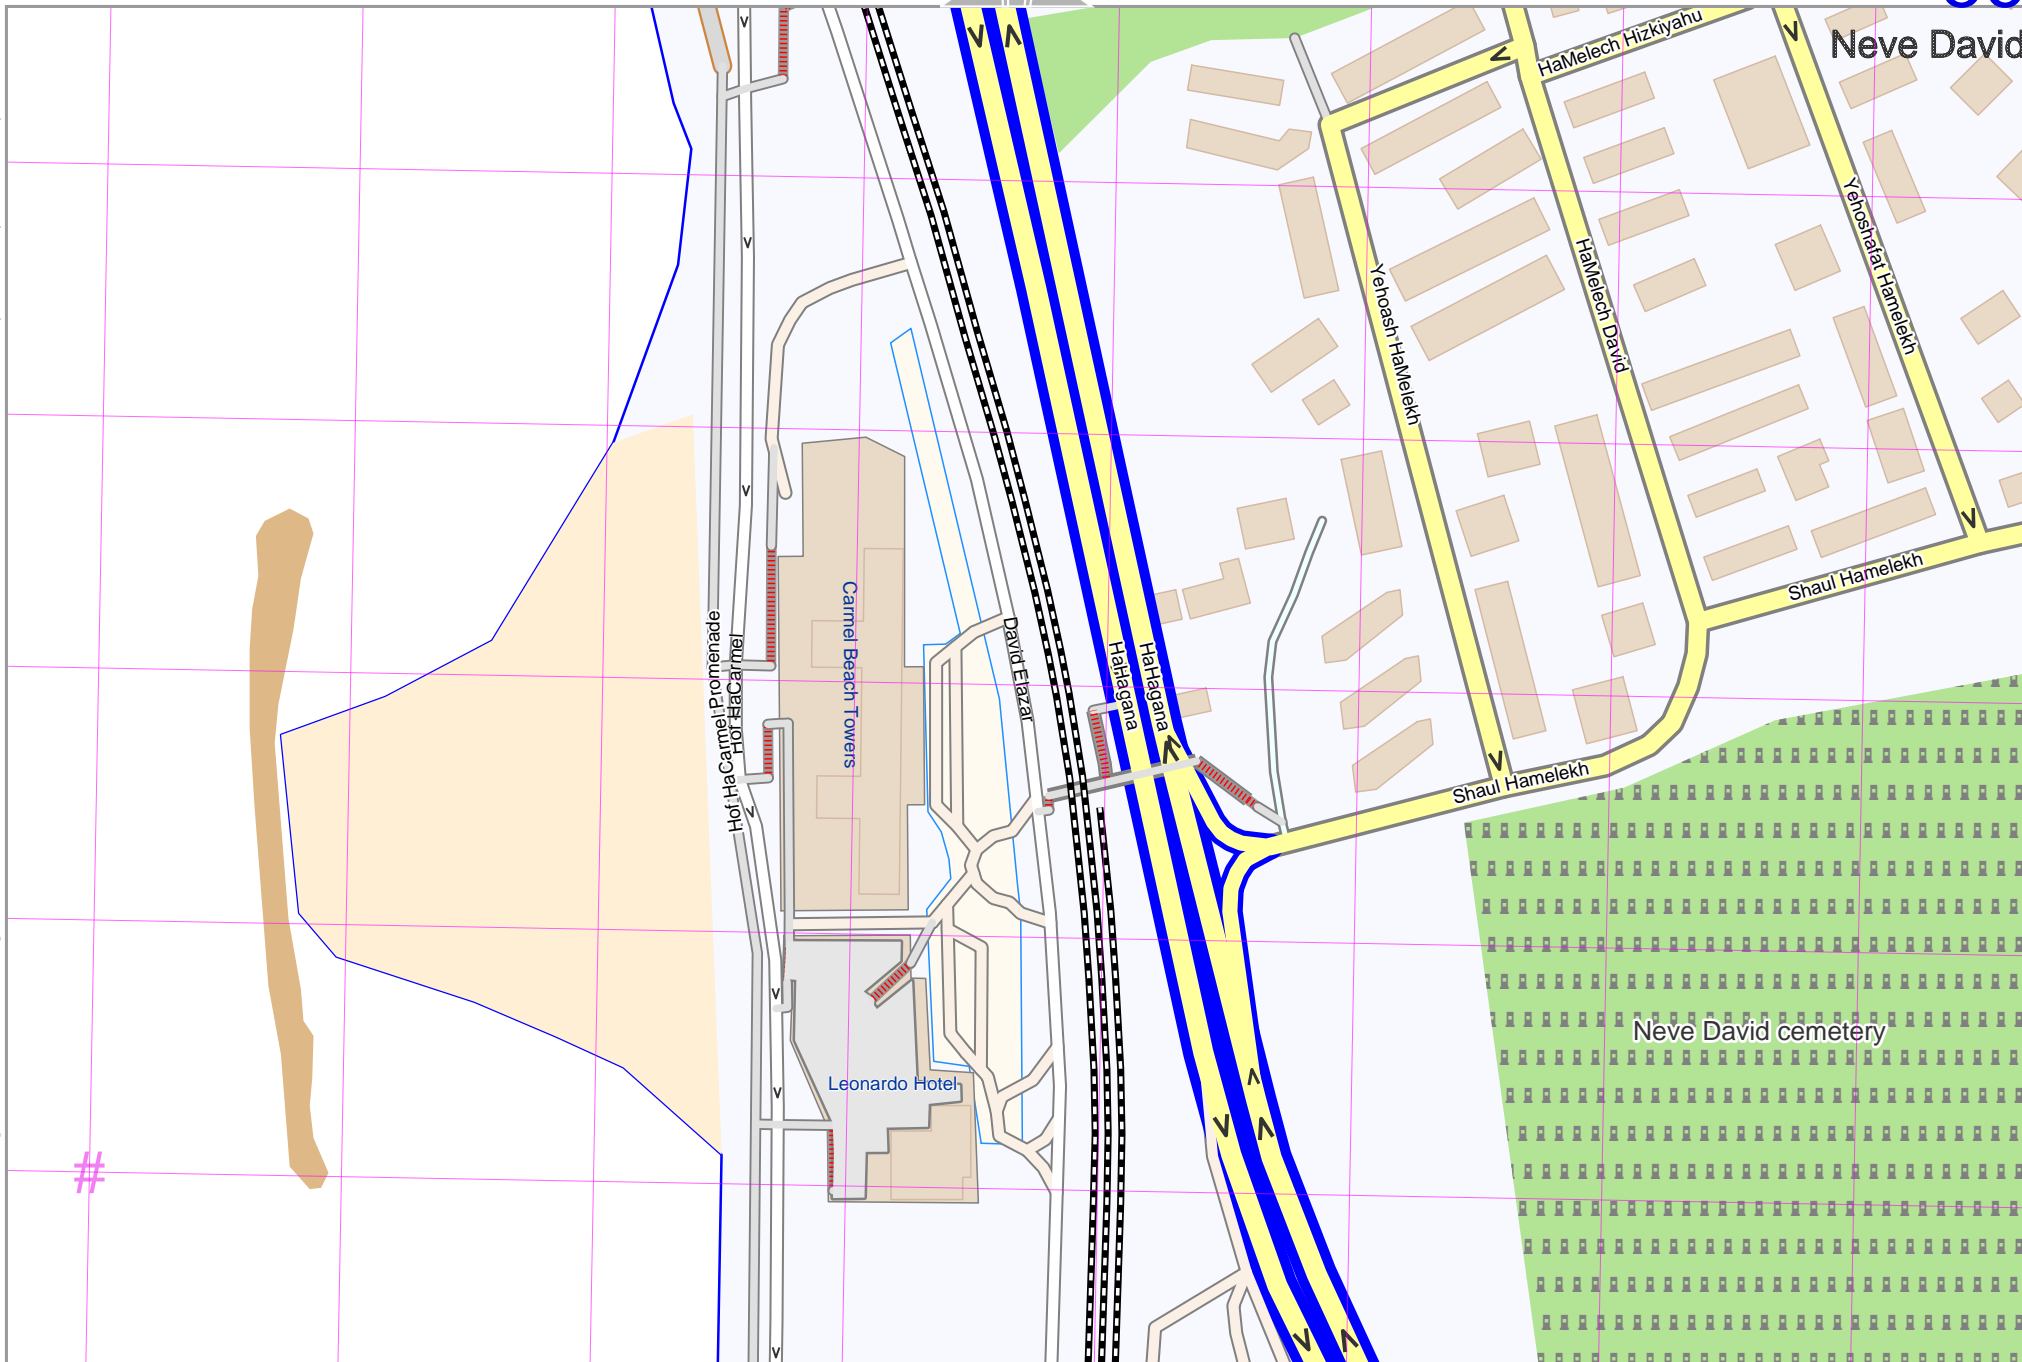 Neve David
HaMelech Hizkiyahu
Yehoshafat Hamelekh
HaMelech David
Yehoash HaMelekh
Shaul Hamelekh
Carmel Beach Towers
Hof HaCarmel Promenade
Hof HaCarmel
David Elazar
HaHagana
HaHagana
Shaul Hamelekh
Neve David cemetery
Leonardo Hotel
#